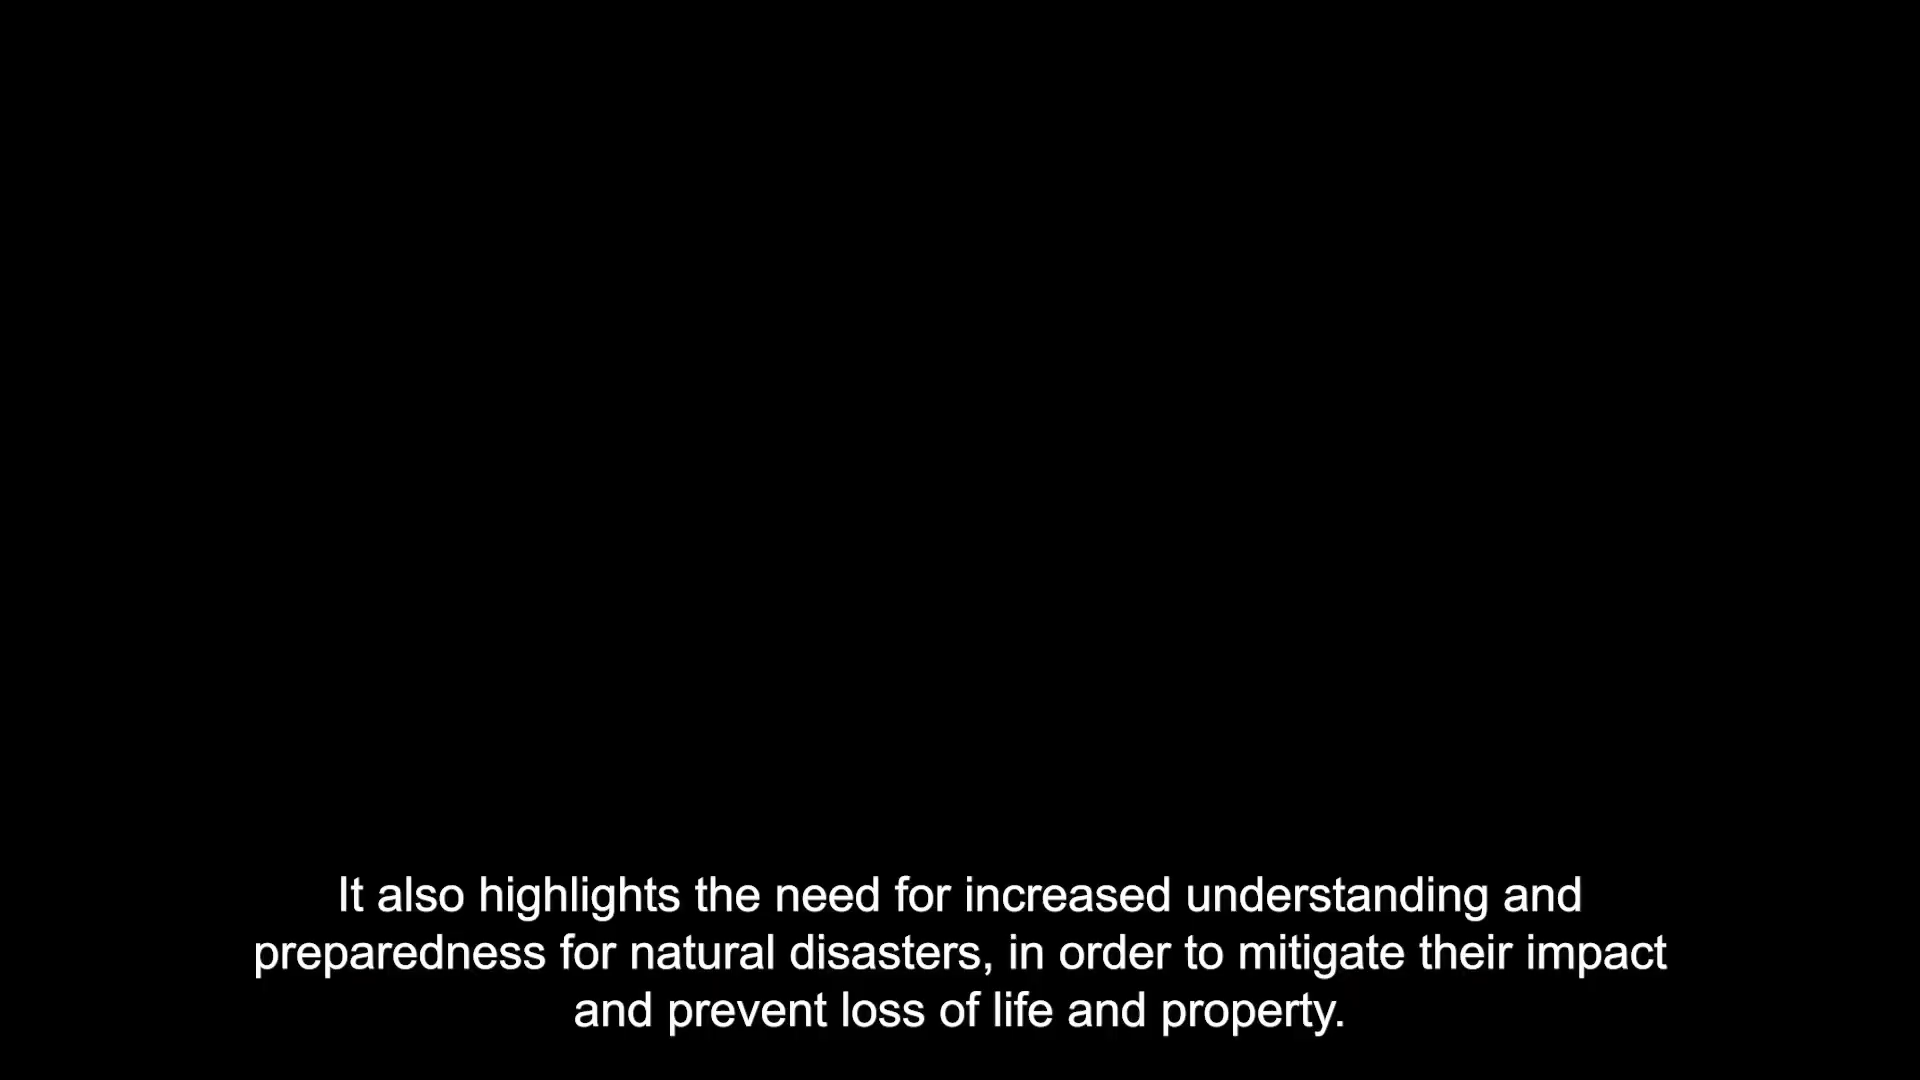 It also highlights the need for increased understanding and
preparedness for natural disasters, in order to mitigate their impact
and prevent loss of life and property.